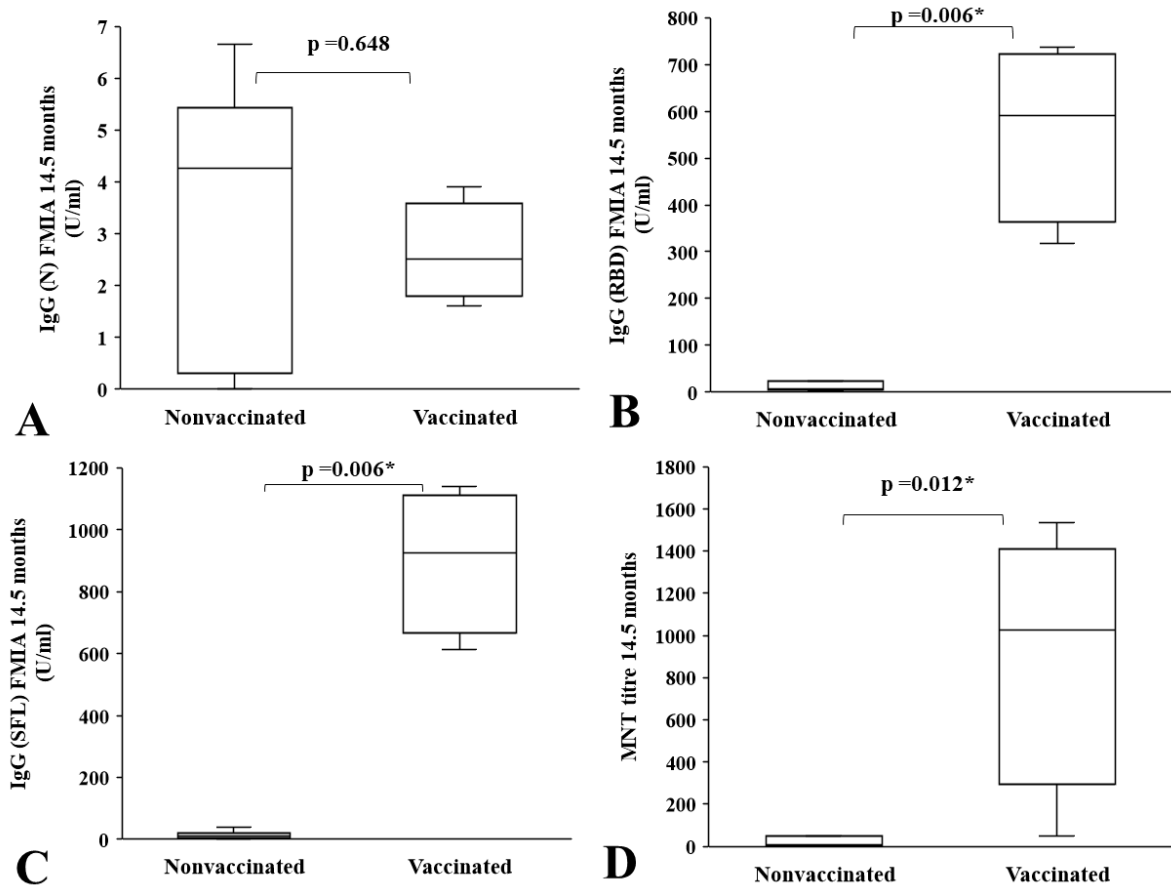 IgG (N) FMIA 14.5 months
(U/ml)
7
6
5
4
3
2
1
0
p =0.648
Nonvaccinated
Vaccinated
A
IgG (RBD) FMIA 14.5 months
(U/ml)
800
700
600
500
400
300
200
100
0
p =0.006*
Nonvaccinated
Vaccinated
B
IgG (SFL) FMIA 14.5 months
(U/ml)
1200
1000
800
600
400
200
0
p =0.006*
Nonvaccinated
Vaccinated
C
MNT titre 14.5 months
1800
1600
1400
1200
1000
800
600
400
200
0
p =0.012*
Nonvaccinated
Vaccinated
D